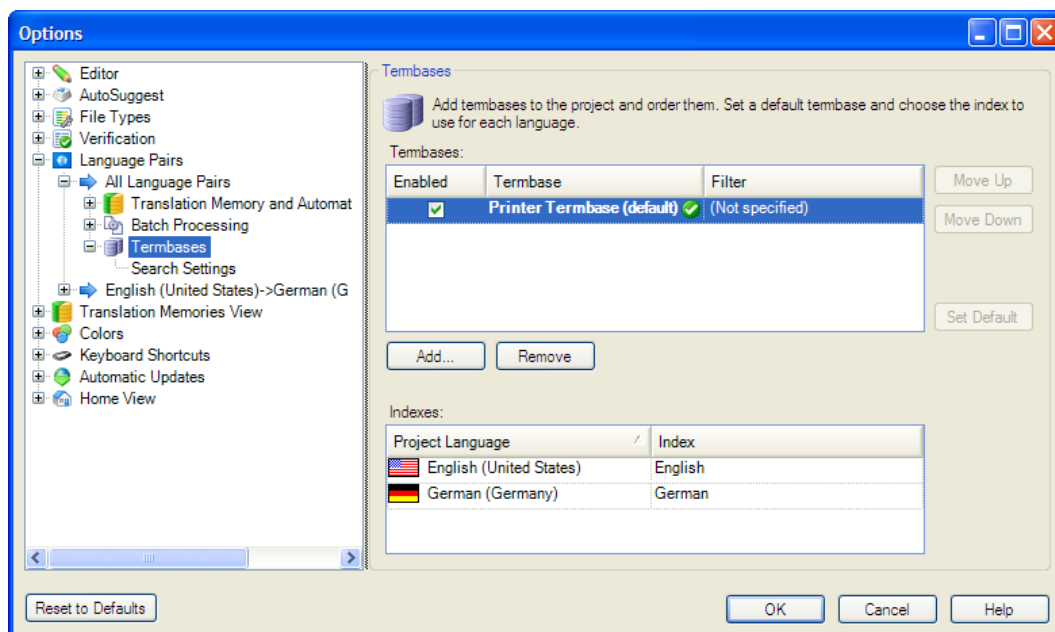 Options
Editor
AutoSuggest
File Types
Verification
Language Pairs
All Language Pairs
Translation Memory and Automat
Batch Processing
Termbases
Search Settings
English (United States)->German (G
Translation Memories View
Colors
Keyboard Shortcuts
Automatic Updates
Home View
Termbases
Add termbases to the project and order them. Set a default termbase and choose the index to
use for each language.
Termbases:
Enabled Termbase Filter
Printer Termbase (default) (Not specified)
Move Up
Move Down
Set Default
Add... Remove
Indexes:
Project Language Index
English (United States) English
German (Germany) German
Reset to Defaults OK Cancel Help